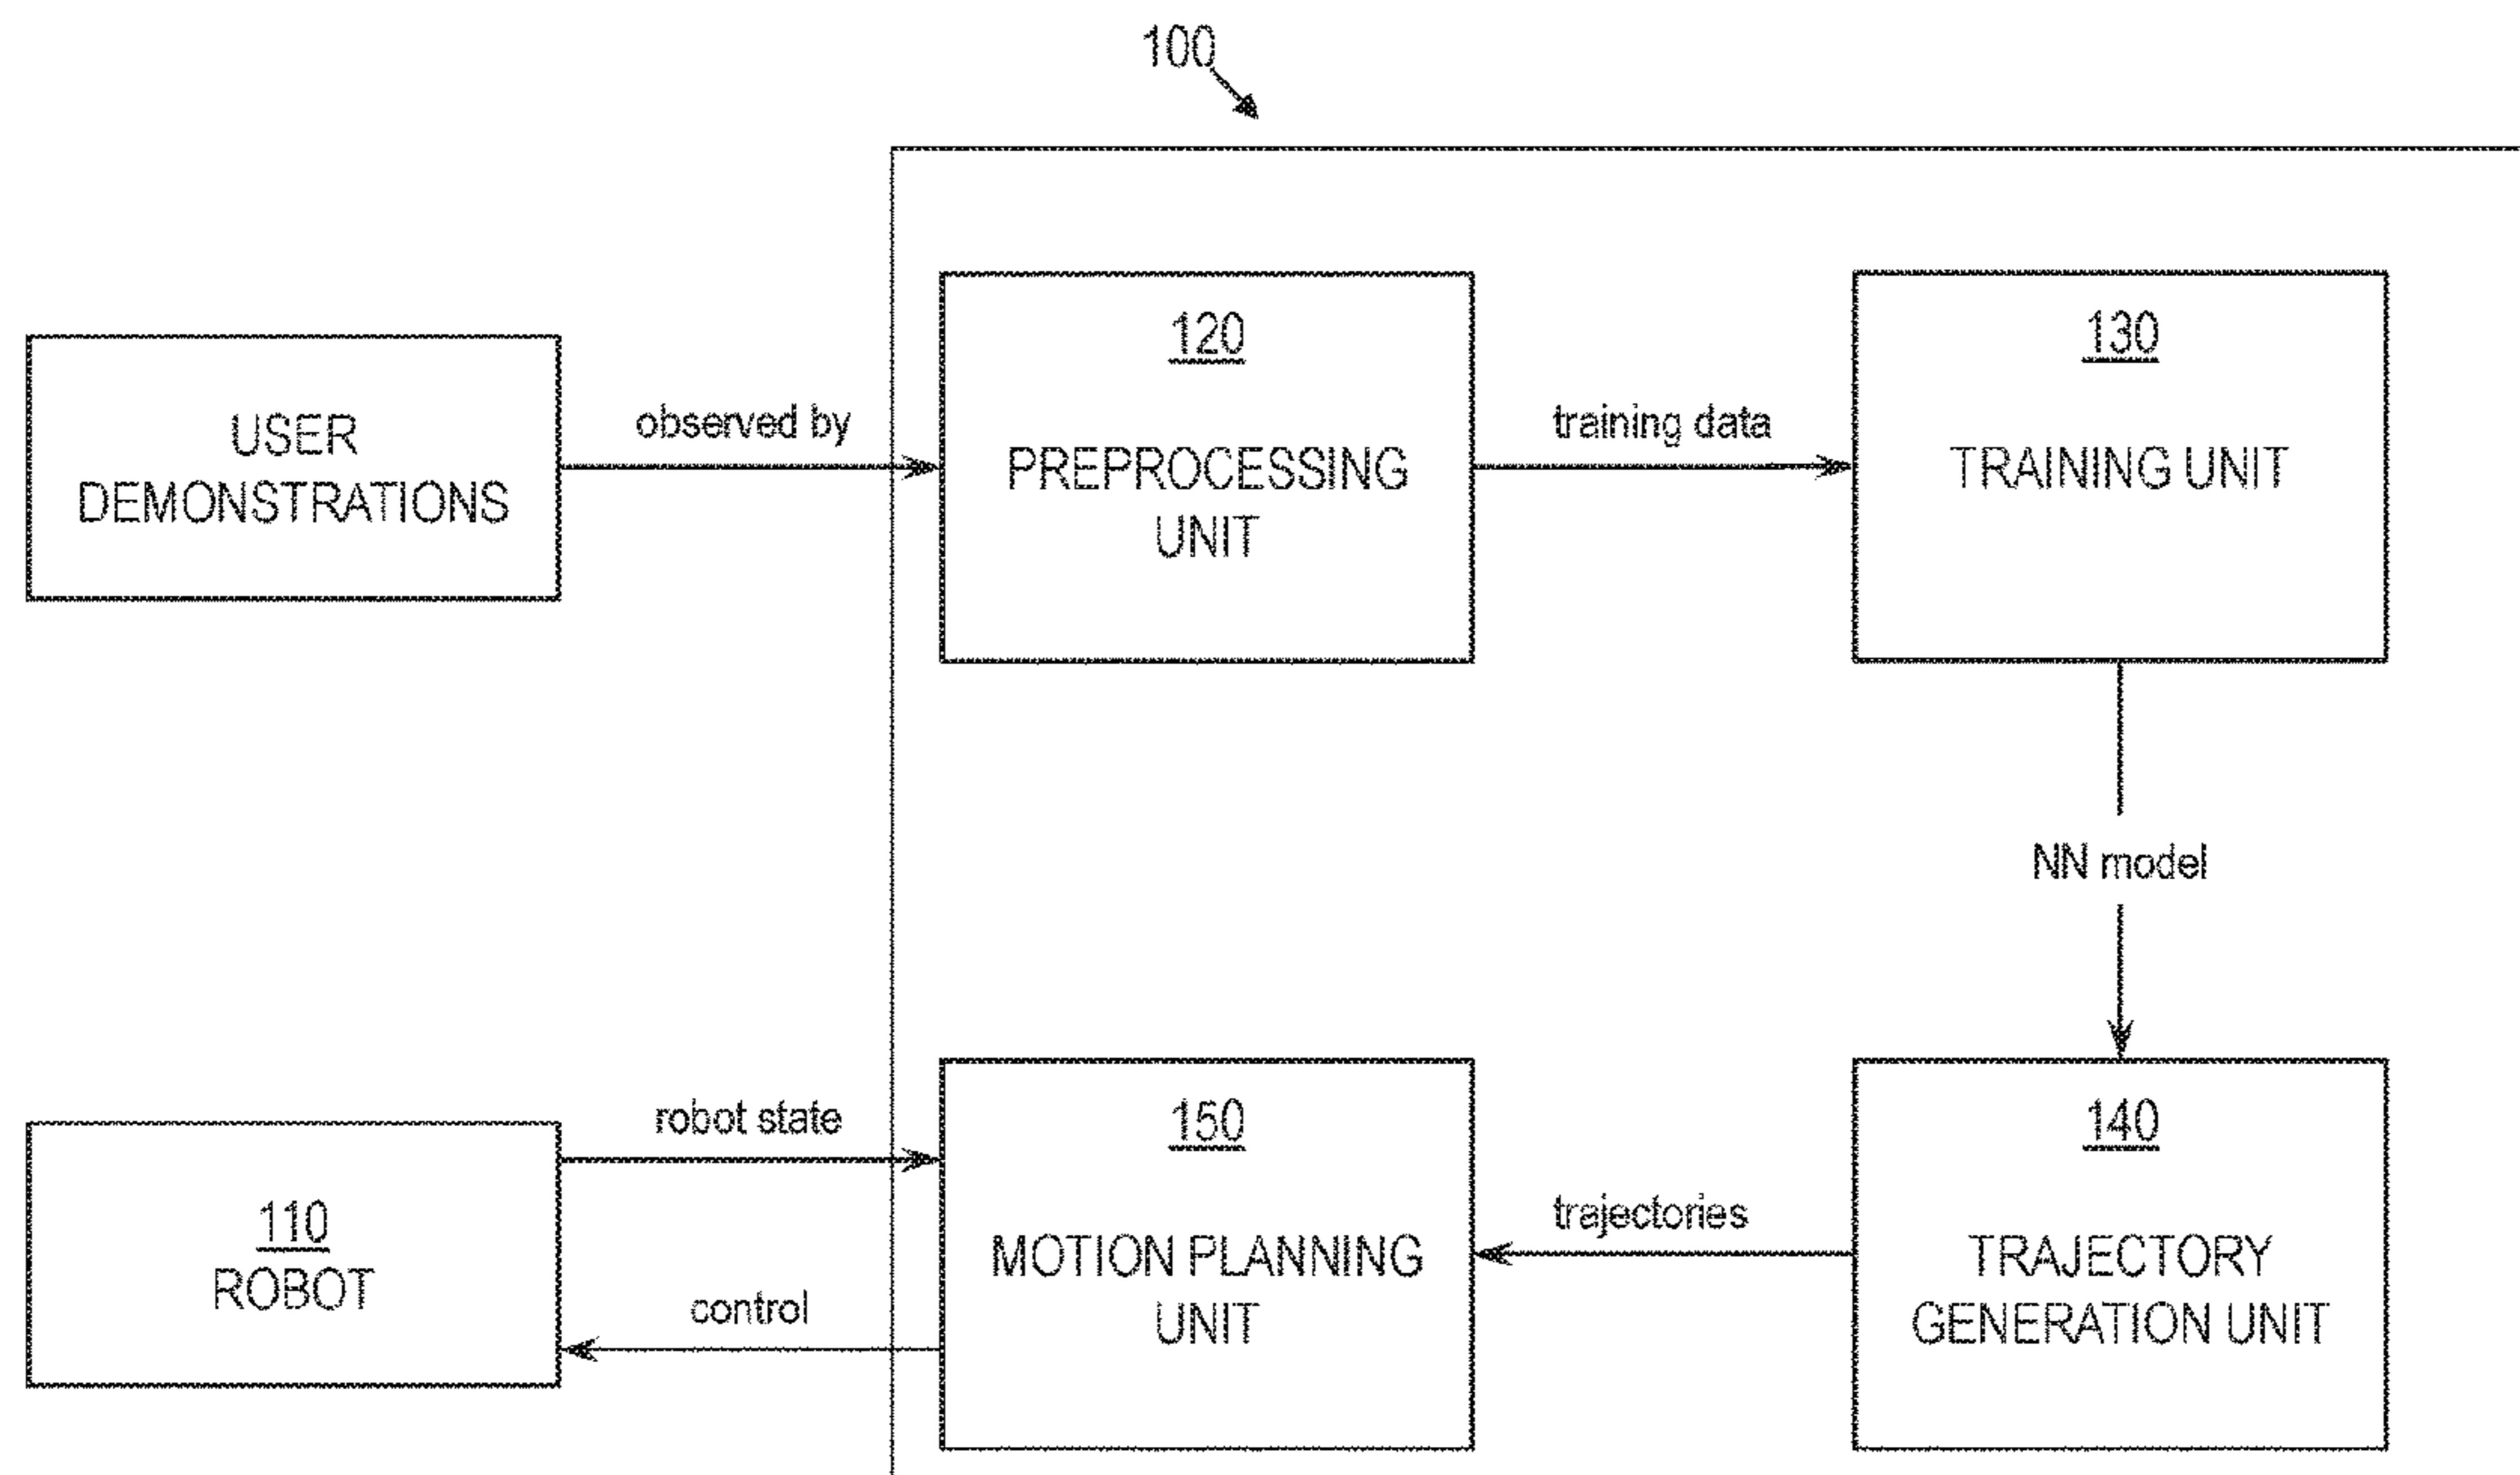 100
120
130
USER
DEMONSTRATIONS
observed by
PREPROCESSING
UNIT
training data
TRAINING UNIT
NN model
110
ROBOT
robot state
control
150
MOTION PLANNING
UNIT
trajectories
140
TRAJECTORY
GENERATION UNIT